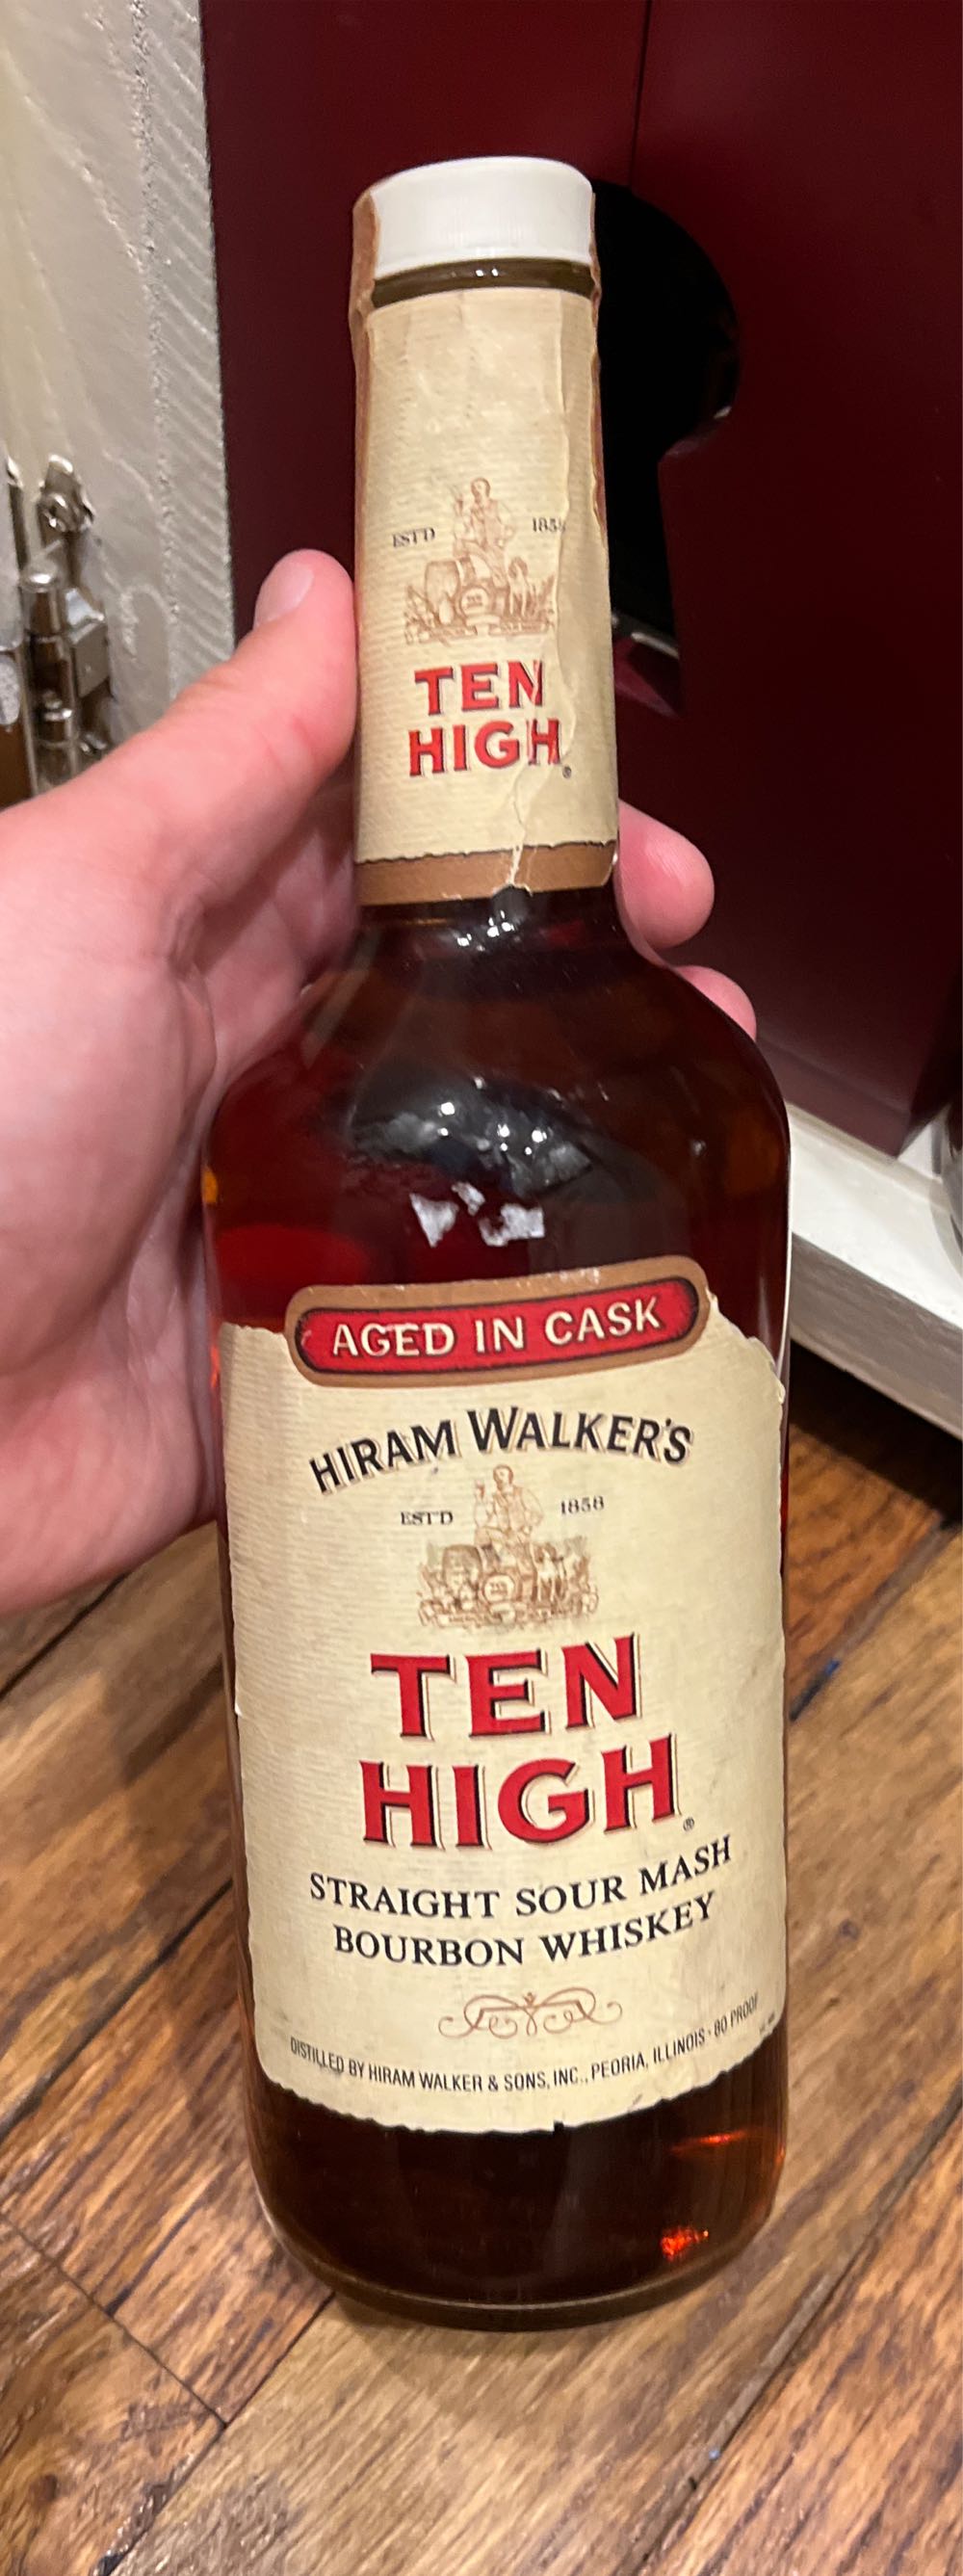 ESTD 185
TEN
HIGH®
AGED IN CASK
HIRAM WALKER'S
ESTD 1858
TEN
HIGH®
STRAIGHT SOUR MASH
BOURBON WHISKEY
DISTILLED BY HIRAM WALKER & SONS, INC., PEORIA, ILLINOIS · 80 PROOF